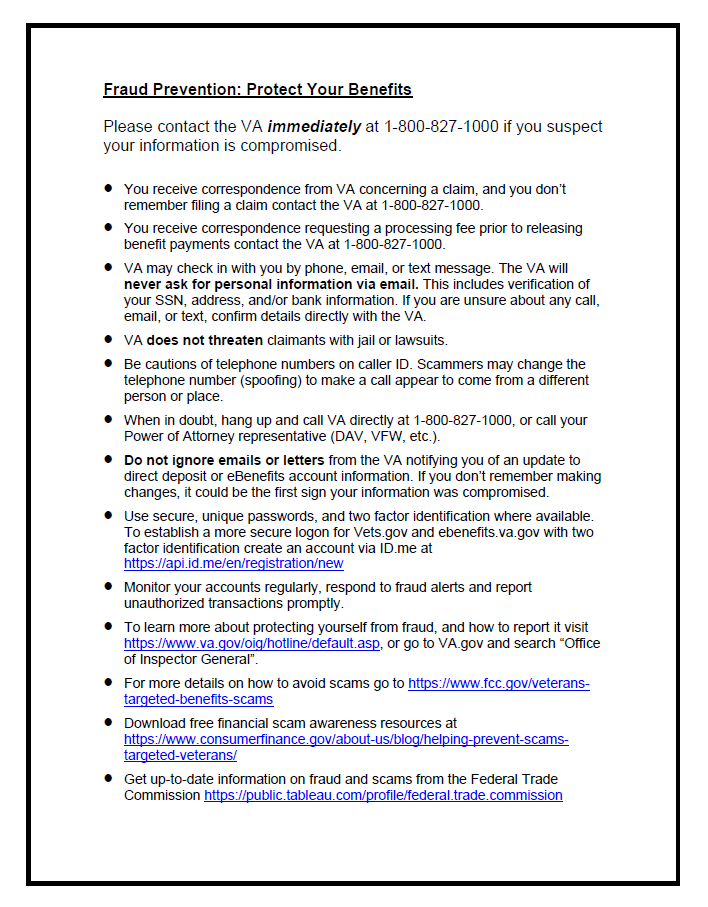 Fraud Prevention: Protect Your Benefits
Please contact the VA immediately at 1-800-827-1000 if you suspect
your information is compromised.
● You receive correspondence from VA concerning a claim, and you don’t
remember filing a claim contact the VA at 1-800-827-1000.
● You receive correspondence requesting a processing fee prior to releasing
benefit payments contact the VA at 1-800-827-1000.
● VA may check in with you by phone, email, or text message. The VA will
never ask for personal information via email. This includes verification of
your SSN, address, and/or bank information. If you are unsure about any call,
email, or text, confirm details directly with the VA.
● VA does not threaten claimants with jail or lawsuits.
● Be cautions of telephone numbers on caller ID. Scammers may change the
telephone number (spoofing) to make a call appear to come from a different
person or place.
● When in doubt, hang up and call VA directly at 1-800-827-1000, or call your
Power of Attorney representative (DAV, VFW, etc.).
● Do not ignore emails or letters from the VA notifying you of an update to
direct deposit or eBenefits account information. If you don’t remember making
changes, it could be the first sign your information was compromised.
● Use secure, unique passwords, and two factor identification where available.
To establish a more secure logon for Vets.gov and ebenefits.va.gov with two
factor identification create an account via ID.me at
https://api.id.me/en/registration/new
● Monitor your accounts regularly, respond to fraud alerts and report
unauthorized transactions promptly.
● To learn more about protecting yourself from fraud, and how to report it visit
https://www.va.gov/oig/hotline/default.asp, or go to VA.gov and search “Office
of Inspector General”.
● For more details on how to avoid scams go to https://www.fcc.gov/veterans-
targeted-benefits-scams
● Download free financial scam awareness resources at
https://www.consumerfinance.gov/about-us/blog/helping-prevent-scams-
targeted-veterans/
● Get up-to-date information on fraud and scams from the Federal Trade
Commission https://public.tableau.com/profile/federal.trade.commission